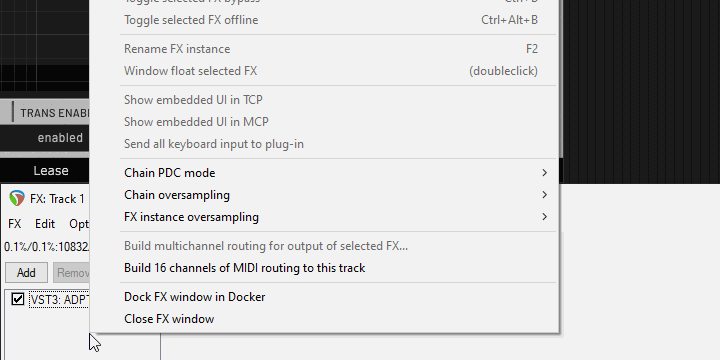 Toggle selected FX bypass Ctrl+B
Toggle selected FX offline Ctrl+Alt+B
Rename FX instance F2
Window float selected FX (doubleclick)
Show embedded UI in TCP
Show embedded UI in MCP
Send all keyboard input to plug-in
Chain PDC mode
Chain oversampling
FX instance oversampling
Build multichannel routing for output of selected FX...
Build 16 channels of MIDI routing to this track
Dock FX window in Docker
Close FX window
TRANS ENABL
enabled
Lease
FX: Track 1
FX Edit Opt
0.1%/0.1%:10832
Add Remov
VST3: ADPT